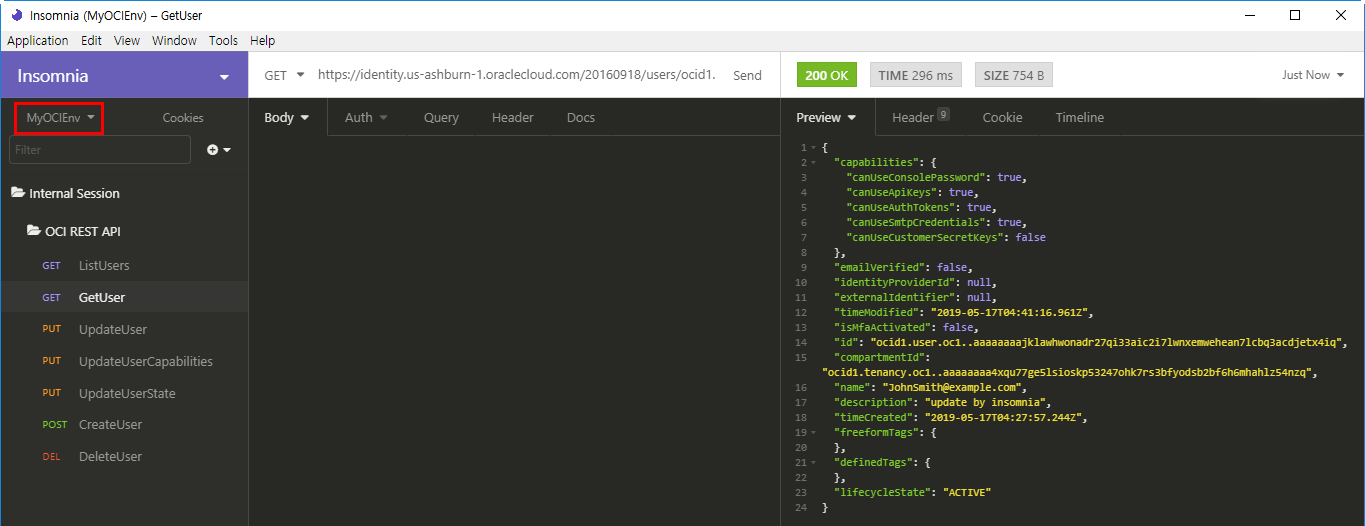 Insomnia (MyOCIEnv) – GetUser
Application Edit View Window Tools Help
Insomnia
GET https://identity.us-ashburn-1.oraclecloud.com/20160918/users/ocid1. Send
200 OK TIME 296 ms SIZE 754 B Just Now
MyOCIEnv Cookies
Body Auth Query Header Docs
Preview Header 9 Cookie Timeline
Filter
Internal Session
OCI REST API
GET ListUsers
GET GetUser
PUT UpdateUser
PUT UpdateUserCapabilities
PUT UpdateUserState
POST CreateUser
DEL DeleteUser
1 {
2 "capabilities": {
3 "canUseConsolePassword": true,
4 "canUseApiKeys": true,
5 "canUseAuthTokens": true,
6 "canUseSmtpCredentials": true,
7 "canUseCustomerSecretKeys": false
8 },
9 "emailVerified": false,
10 "identityProviderId": null,
11 "externalIdentifier": null,
12 "timeModified": "2019-05-17T04:41:16.961Z",
13 "isMfaActivated": false,
14 "id": "ocid1.user.oc1..aaaaaaaajklawhwonadr27qi33aic2i7lwnxemwehean7lcbq3acdjetx4iq",
15 "compartmentId":
"ocid1.tenancy.oc1..aaaaaaaa4xqu77ge5lsioskp53247ohk7rs3bfyodsb2bf6h6mhahlz54nzq",
16 "name": "JohnSmith@example.com",
17 "description": "update by insomnia",
18 "timeCreated": "2019-05-17T04:27:57.244Z",
19 "freeformTags": {
20 },
21 "definedTags": {
22 },
23 "lifecycleState": "ACTIVE"
24 }